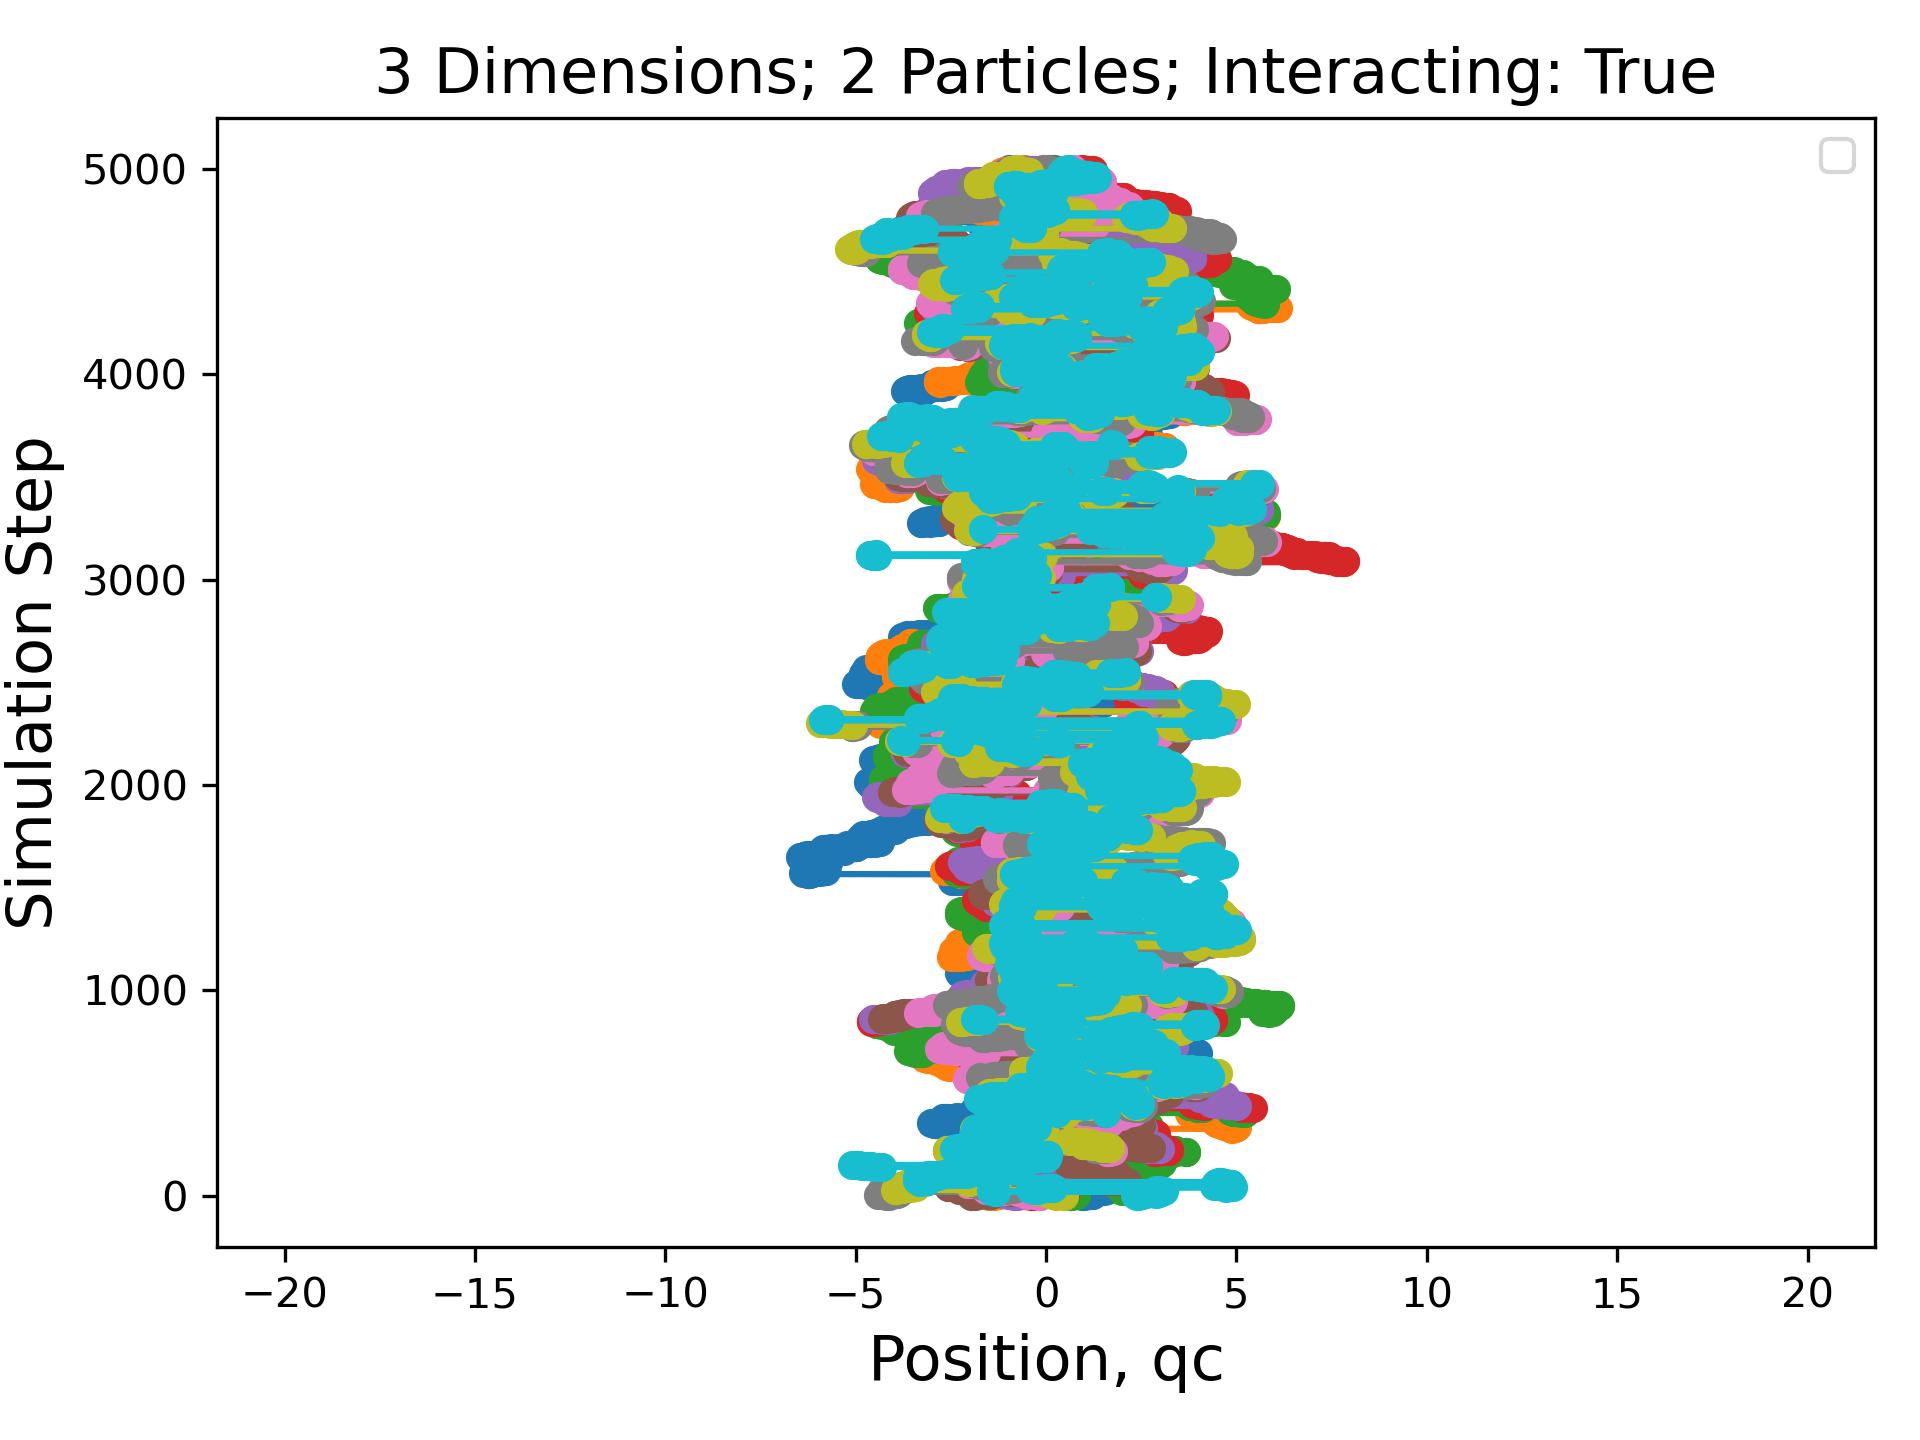 3 Dimensions; 2 Particles; Interacting: True
Simulation Step
5000
4000
3000
2000
1000
0
−20 −15 −10 −5 0 5 10 15 20
Position, qc